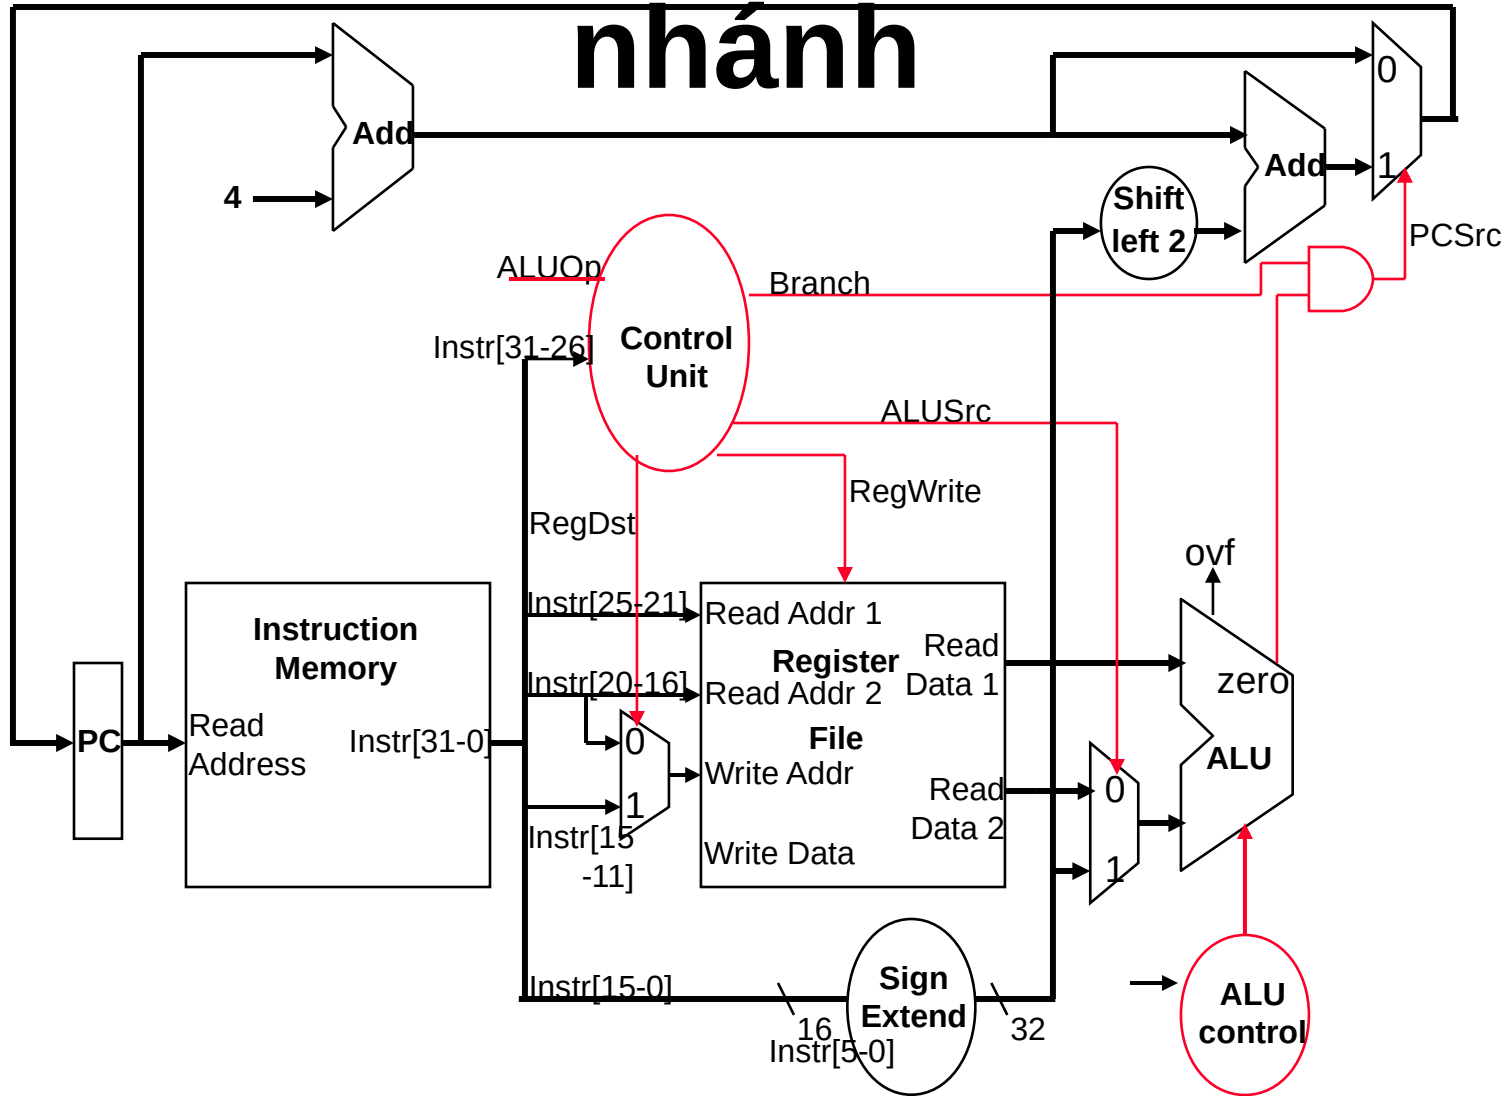 nhánh
0
Add
Add
1
4
Shift
left 2
PCSrc
ALUOp
Branch
Instr[31-26]
Control
Unit
ALUSrc
RegWrite
RegDst
ovf
Instr[25-21]
Read Addr 1
Instruction
Memory
Register
Read
Data 1
Instr[20-16]
Read Addr 2
zero
PC
Read
Address
Instr[31-0]
0
File
Write Addr
ALU
Read
Data 2
0
1
Instr[15
-11]
Write Data
1
Instr[15-0]
Sign
Extend
16
32
Instr[5-0]
ALU
control